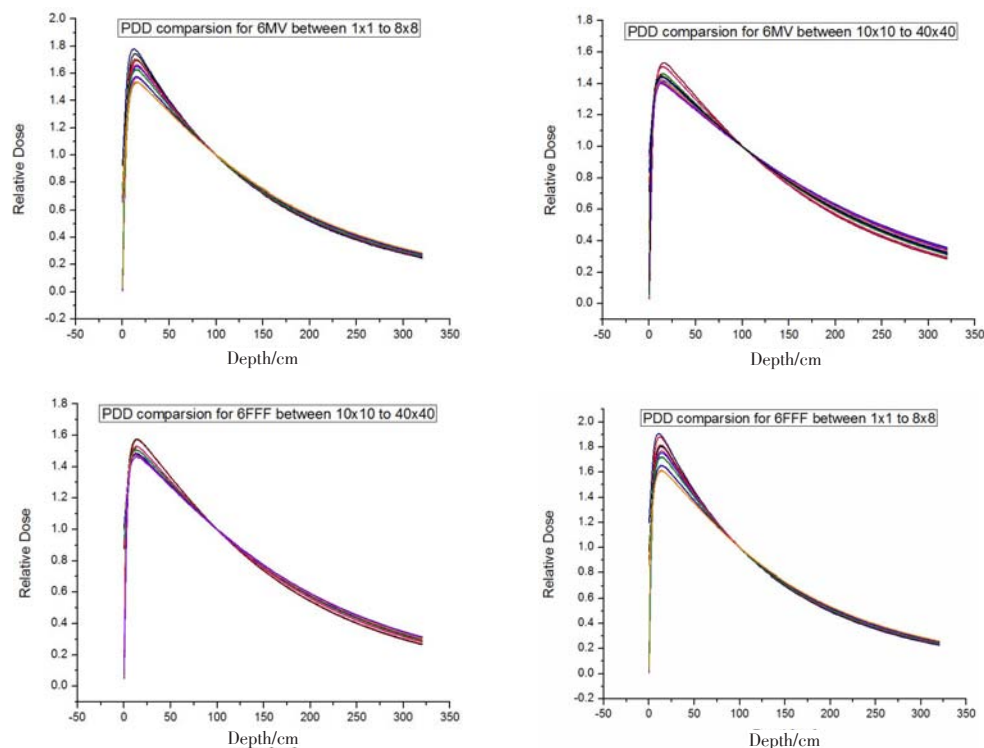 PDD comparsion for 6MV between 1x1 to 8x8
2.0
1.8
1.6
1.4
1.2
1.0
0.8
0.6
0.4
0.2
0.0
-0.2
Relative Dose
-50 0 50 100 150 200 250 300 350
Depth/cm
PDD comparsion for 6MV between 10x10 to 40x40
1.8
1.6
1.4
1.2
1.0
0.8
0.6
0.4
0.2
0.0
Relative Dose
-50 0 50 100 150 200 250 300 350
Depth/cm
PDD comparsion for 6FFF between 10x10 to 40x40
1.8
1.6
1.4
1.2
1.0
0.8
0.6
0.4
0.2
0.0
Relative Dose
-50 0 50 100 150 200 250 300 350
Depth/cm
PDD comparsion for 6FFF between 1x1 to 8x8
2.0
1.8
1.6
1.4
1.2
1.0
0.8
0.6
0.4
0.2
0.0
-0.2
Relative Dose
-50 0 50 100 150 200 250 300 350
Depth/cm